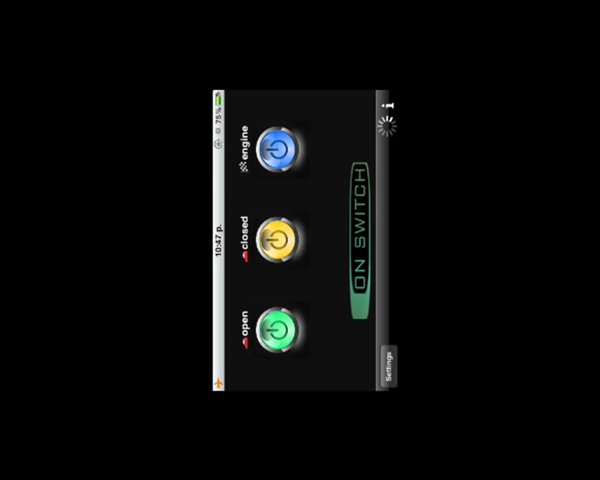 10:47 p.
75%
open
closed
engine
ON SWITCH
Settings
i